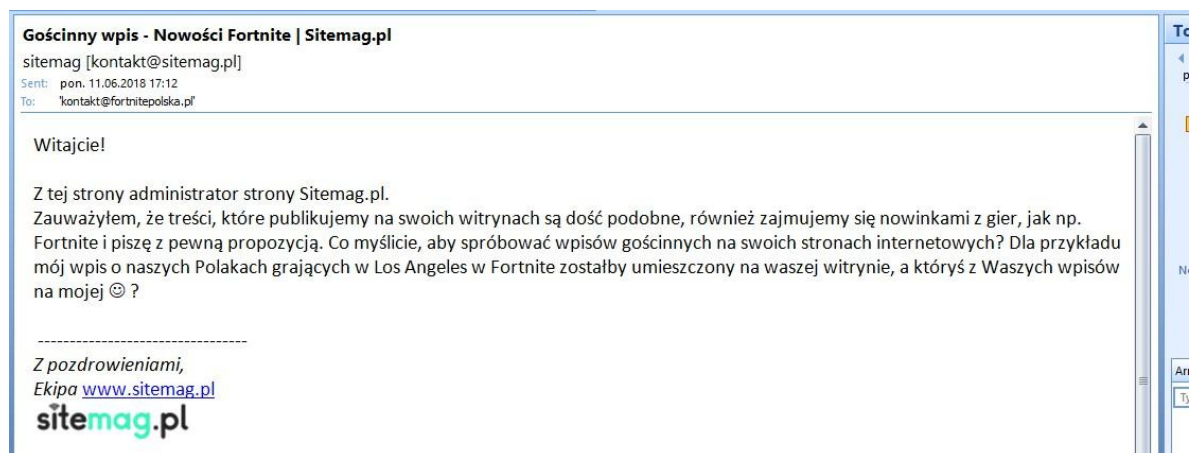 Gościnny wpis - Nowości Fortnite | Sitemag.pl
sitemag [kontakt@sitemag.pl]
Sent: pon. 11.06.2018 17:12
To: 'kontakt@fortnitepolska.pl'
Witajcie!
Z tej strony administrator strony Sitemag.pl.
Zauważyłem, że treści, które publikujemy na swoich witrynach są dość podobne, również zajmujemy się nowinkami z gier, jak np.
Fortnite i piszę z pewną propozycją. Co myślicie, aby spróbować wpisów gościnnych na swoich stronach internetowych? Dla przykładu
mój wpis o naszych Polakach grających w Los Angeles w Fortnite zostałby umieszczony na waszej witrynie, a któryś z Waszych wpisów
na mojej ☺ ?
--------------------------------
Z pozdrowieniami,
Ekipa www.sitemag.pl
sitemag.pl